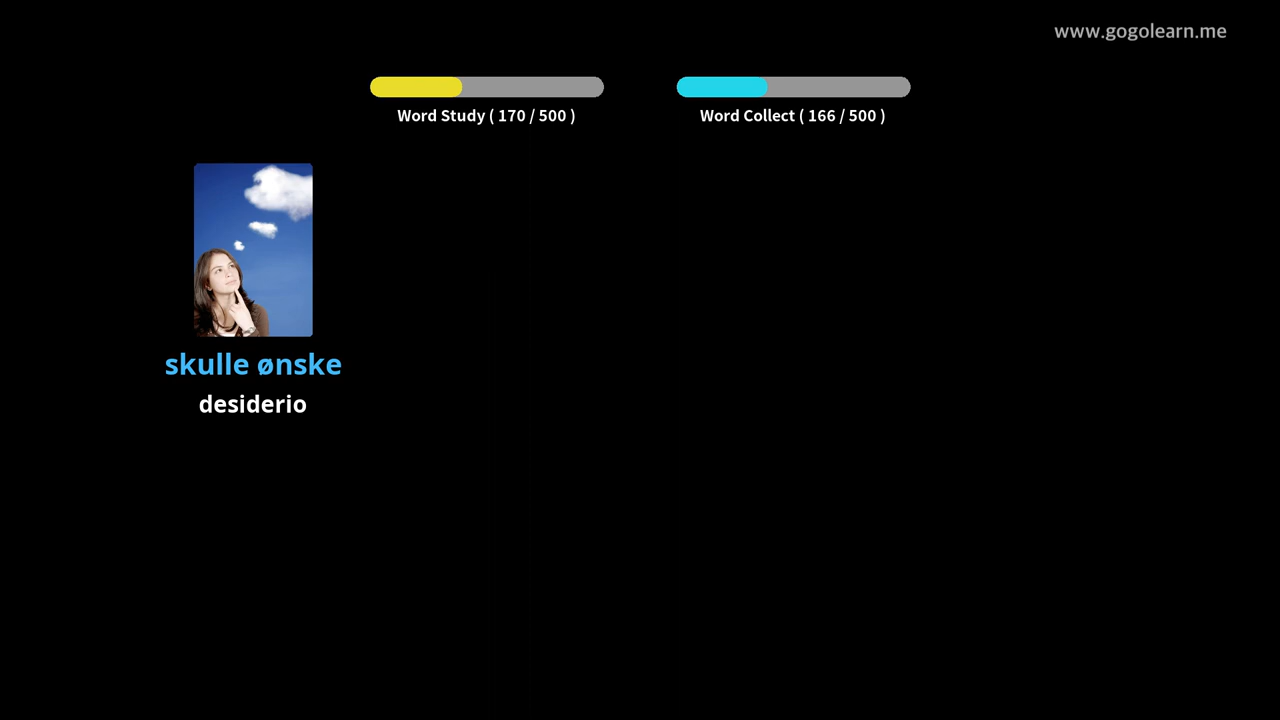 www.gogolearn.me
Word Study ( 170 / 500 )
Word Collect ( 166 / 500 )
skulle ønske
desiderio